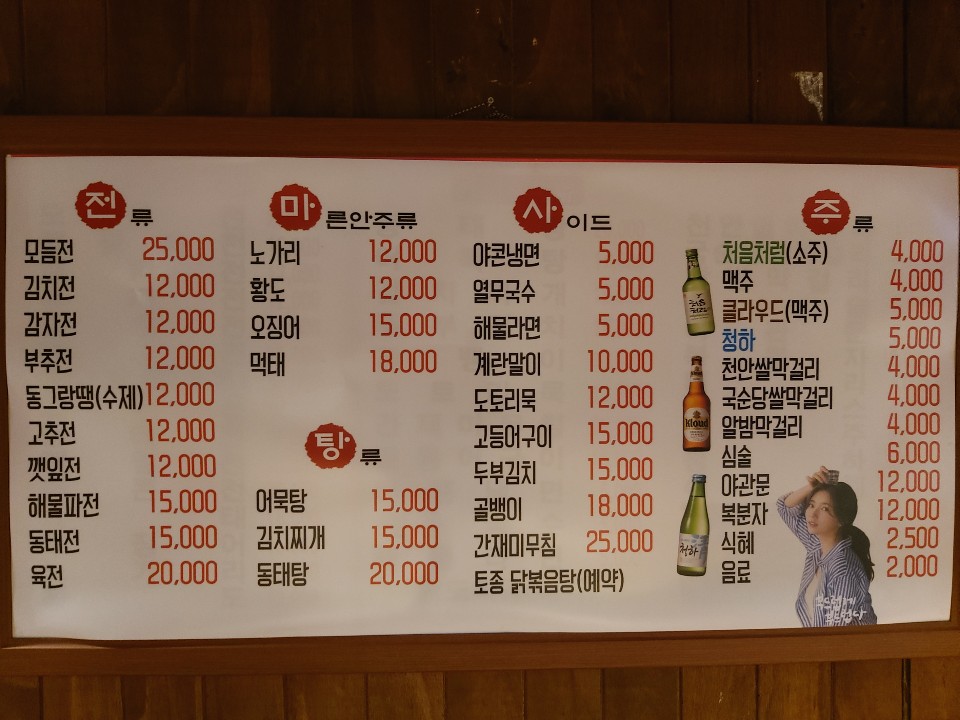 전류
모듬전 25,000
김치전 12,000
감자전 12,000
부추전 12,000
동그랑땡(수제) 12,000
고추전 12,000
깻잎전 12,000
해물파전 15,000
동태전 15,000
육전 20,000
마른안주류
노가리 12,000
황도 12,000
오징어 15,000
먹태 18,000
탕류
어묵탕 15,000
김치찌개 15,000
동태탕 20,000
사이드
야콘냉면 5,000
열무국수 5,000
해물라면 5,000
계란말이 10,000
도토리묵 12,000
고등어구이 15,000
두부김치 15,000
골뱅이 18,000
간재미무침 25,000
토종 닭볶음탕(예약)
주류
처음처럼(소주) 4,000
맥주 4,000
클라우드(맥주) 5,000
청하 5,000
천안쌀막걸리 4,000
국순당쌀막걸리 4,000
알밤막걸리 4,000
심술 6,000
야관문 12,000
복분자 12,000
식혜 2,500
음료 2,000
처음
처럼
Kloud
청하
부드럽게
부드럽다